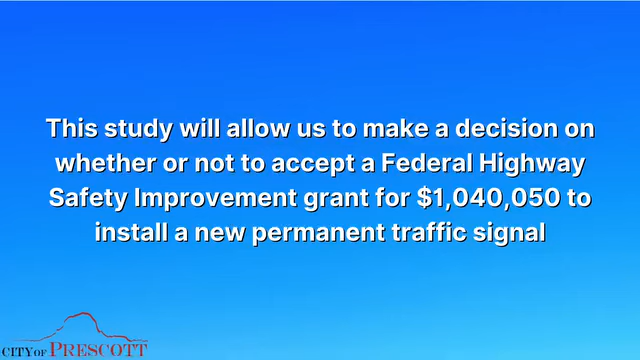 This study will allow us to make a decision on
whether or not to accept a Federal Highway
Safety Improvement grant for $1,040,050 to
install a new permanent traffic signal
CITY OF PRESCOTT